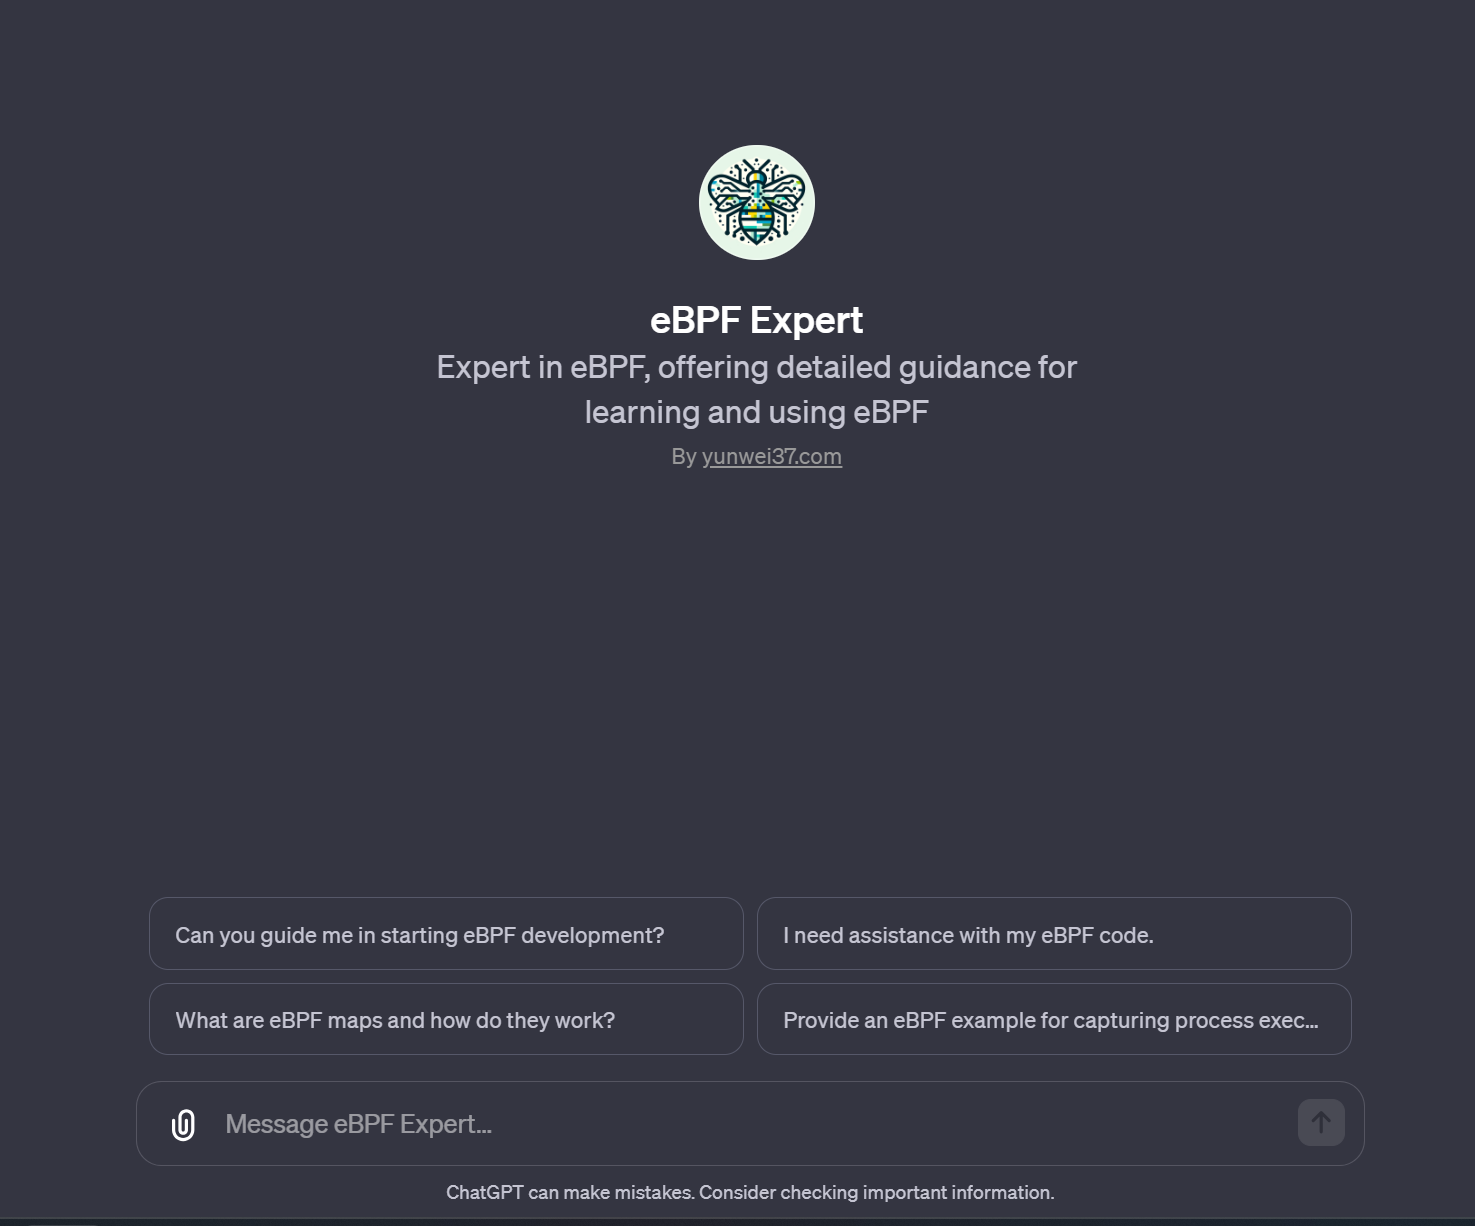 eBPF Expert
Expert in eBPF, offering detailed guidance for
learning and using eBPF
By yunwei37.com
Can you guide me in starting eBPF development?
I need assistance with my eBPF code.
What are eBPF maps and how do they work?
Provide an eBPF example for capturing process exec...
Message eBPF Expert...
ChatGPT can make mistakes. Consider checking important information.